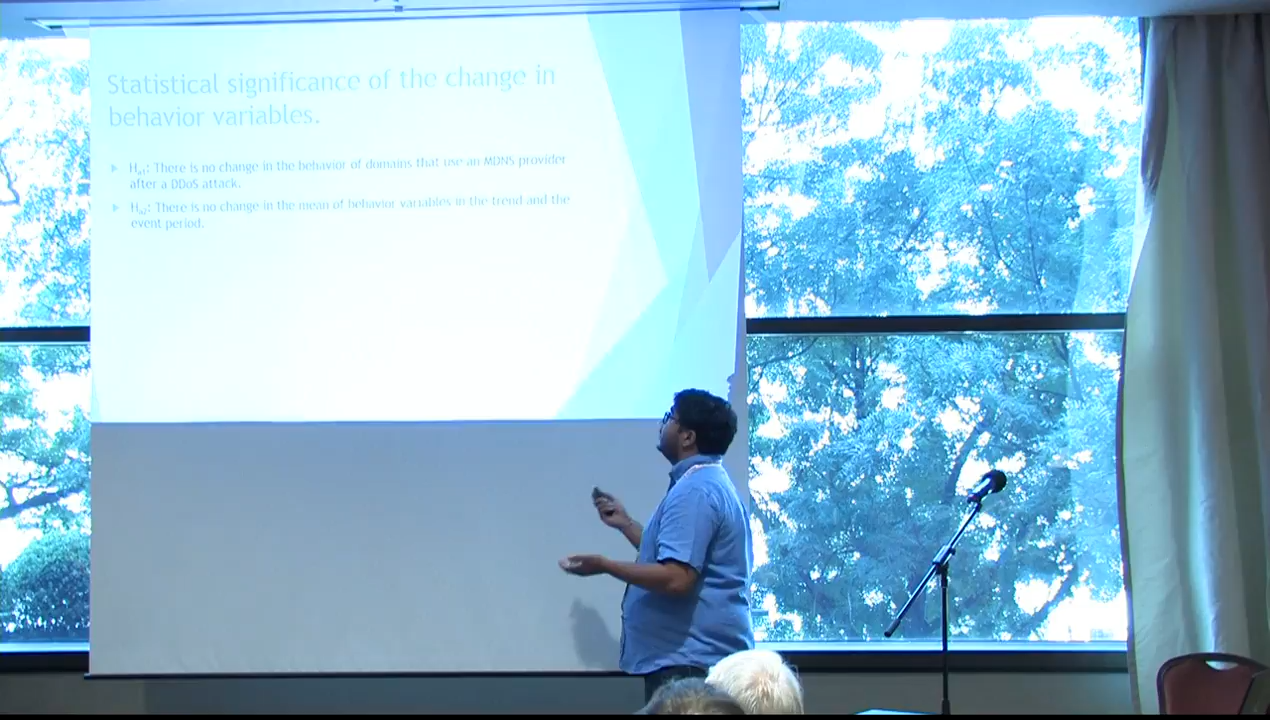 Statistical significance of the change in
behavior variables.
H₀₁: There is no change in the behavior of domains that use an MDNS provider
after a DDoS attack.
H₀₂: There is no change in the mean of behavior variables in the trend and the
event period.